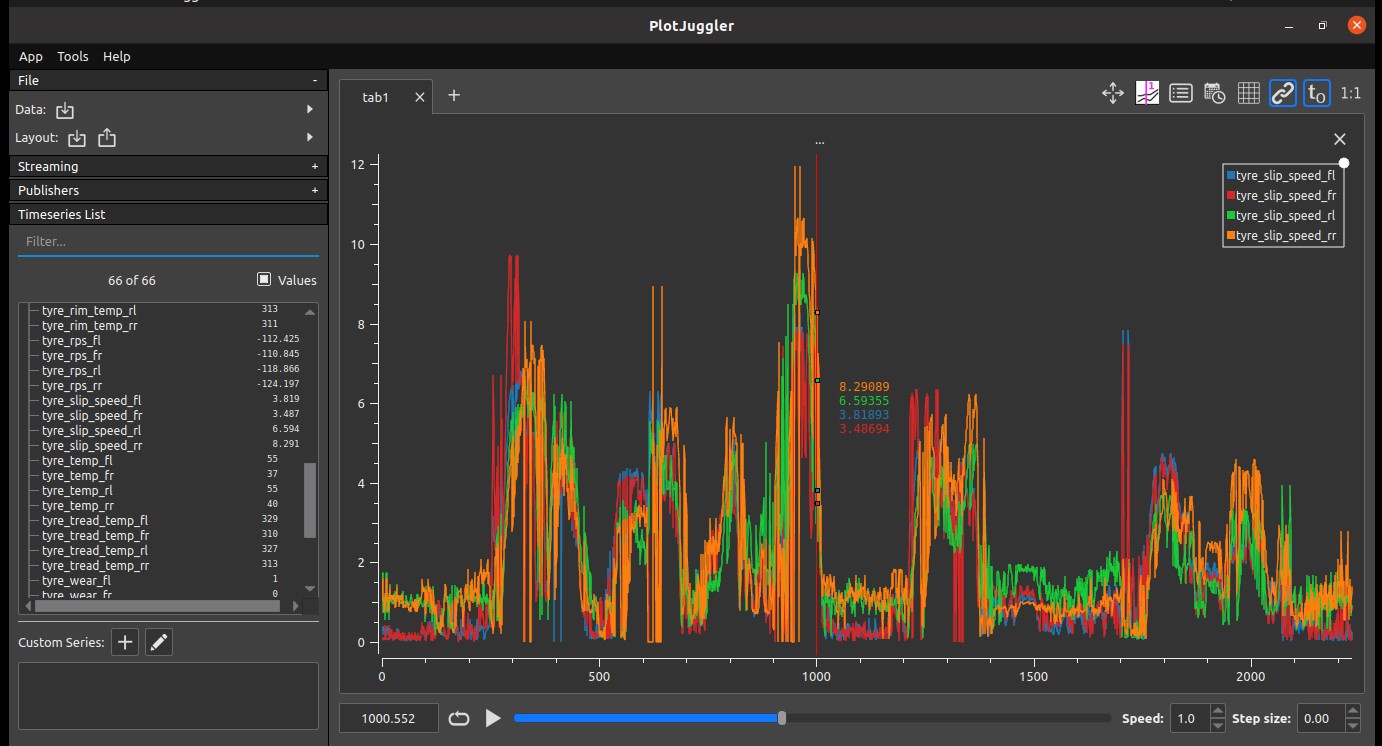 PlotJuggler
App Tools Help
File -
Data:
Layout:
Streaming +
Publishers +
Timeseries List
Filter...
66 of 66 Values
tyre_rim_temp_rl 313
tyre_rim_temp_rr 311
tyre_rps_fl -112.425
tyre_rps_fr -110.845
tyre_rps_rl -118.866
tyre_rps_rr -124.197
tyre_slip_speed_fl 3.819
tyre_slip_speed_fr 3.487
tyre_slip_speed_rl 6.594
tyre_slip_speed_rr 8.291
tyre_temp_fl 55
tyre_temp_fr 37
tyre_temp_rl 55
tyre_temp_rr 40
tyre_tread_temp_fl 329
tyre_tread_temp_fr 310
tyre_tread_temp_rl 327
tyre_tread_temp_rr 313
tyre_wear_fl 1
tyre_wear_fr 0
Custom Series:
tab1
1
t0
1:1
...
12
10
8
6
4
2
0
0 500 1000 1500 2000
tyre_slip_speed_fl
tyre_slip_speed_fr
tyre_slip_speed_rl
tyre_slip_speed_rr
8.29089
6.59355
3.81893
3.48694
1000.552
Speed: 1.0 Step size: 0.00